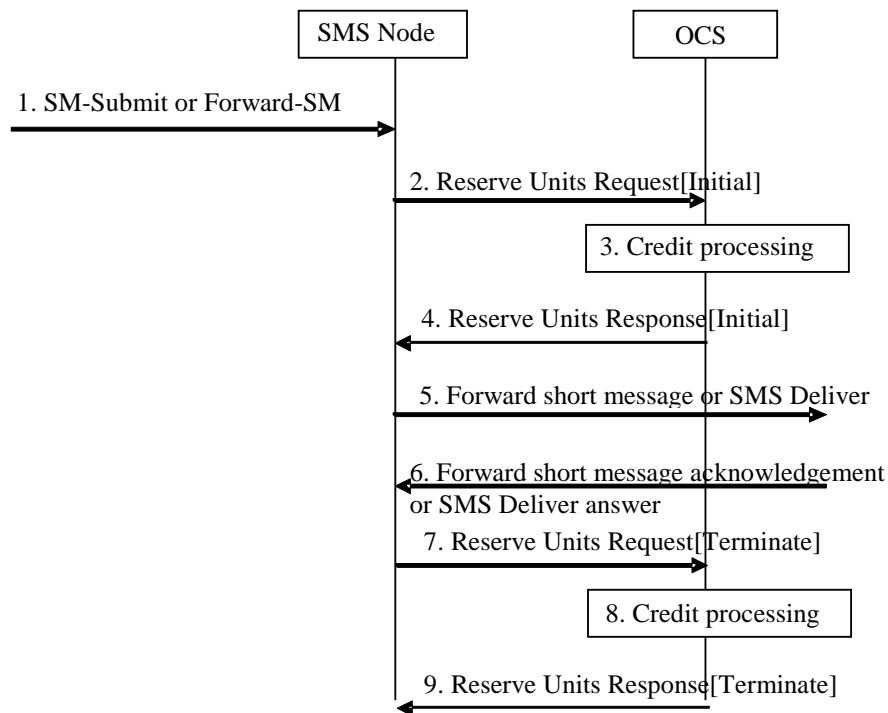 SMS Node
OCS
1. SM-Submit or Forward-SM
2. Reserve Units Request[Initial]
3. Credit processing
4. Reserve Units Response[Initial]
5. Forward short message or SMS Deliver
6. Forward short message acknowledgement
or SMS Deliver answer
7. Reserve Units Request[Terminate]
8. Credit processing
9. Reserve Units Response[Terminate]